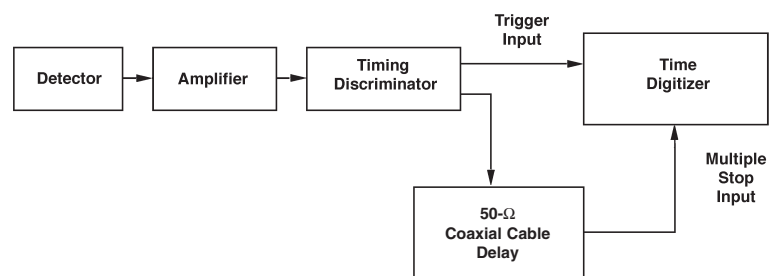 Trigger
Input
Detector
Amplifier
Timing
Discriminator
Time
Digitizer
Multiple
Stop
Input
50-Ω
Coaxial Cable
Delay